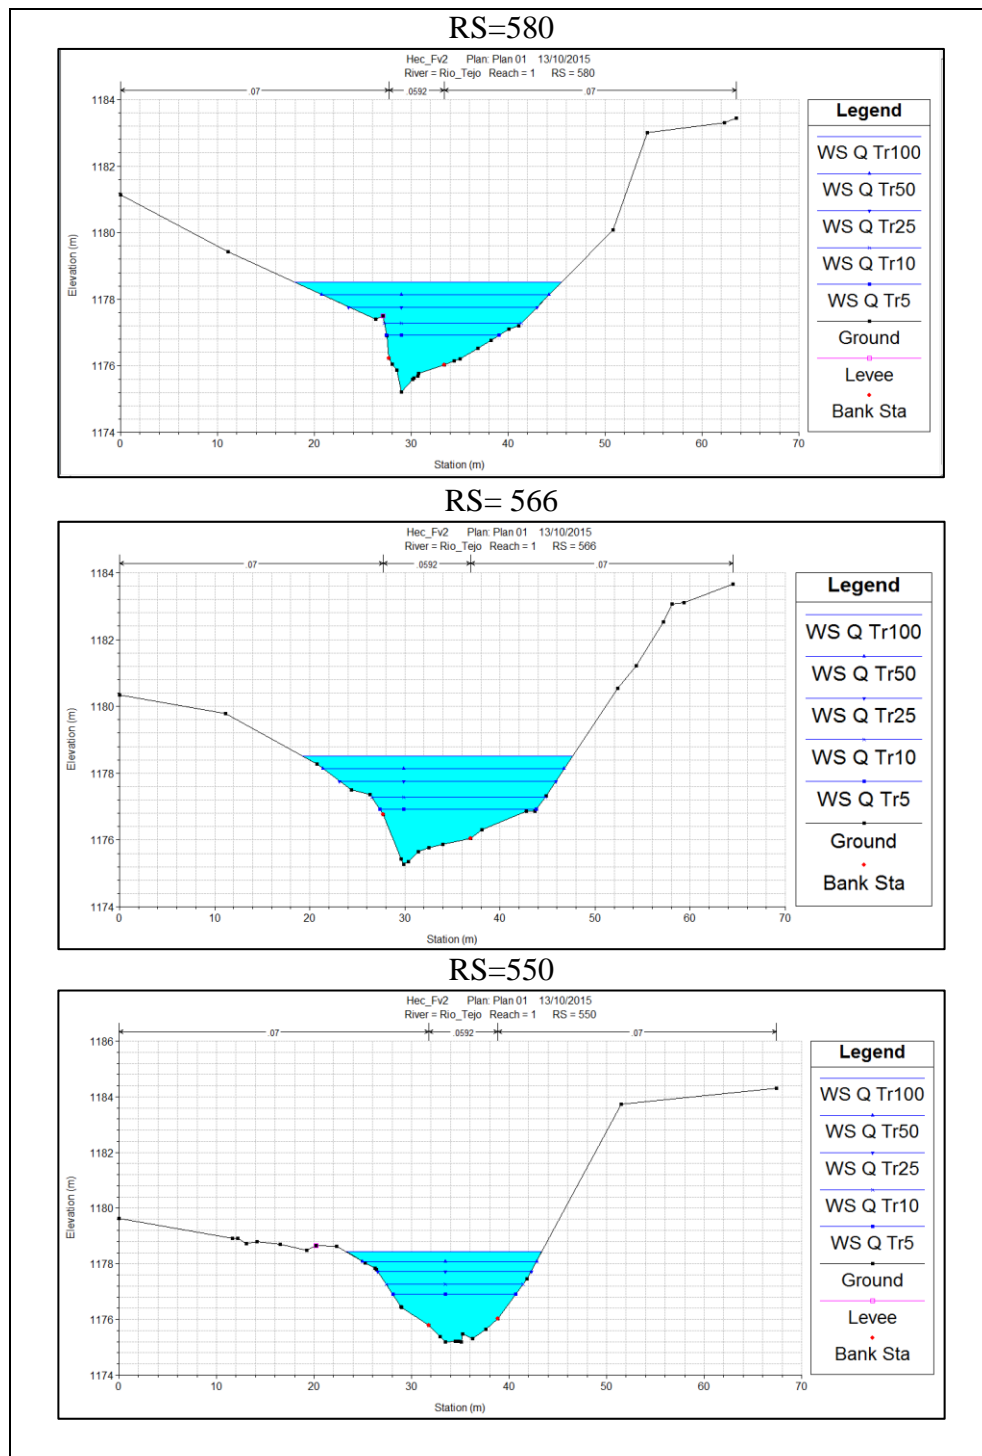 RS=580
Hec_Fv2 Plan: Plan 01 13/10/2015
River = Rio_Tejo Reach = 1 RS = 580
.07 .0592 .07
1184
1182
1180
1178
1176
1174
Elevation (m)
0 10 20 30 40 50 60 70
Station (m)
Legend
WS Q Tr100
WS Q Tr50
WS Q Tr25
WS Q Tr10
WS Q Tr5
Ground
Levee
Bank Sta
RS= 566
Hec_Fv2 Plan: Plan 01 13/10/2015
River = Rio_Tejo Reach = 1 RS = 566
.07 .0592 .07
1184
1182
1180
1178
1176
1174
Elevation (m)
0 10 20 30 40 50 60 70
Station (m)
Legend
WS Q Tr100
WS Q Tr50
WS Q Tr25
WS Q Tr10
WS Q Tr5
Ground
Bank Sta
RS=550
Hec_Fv2 Plan: Plan 01 13/10/2015
River = Rio_Tejo Reach = 1 RS = 550
.07 .0592 .07
1186
1184
1182
1180
1178
1176
1174
Elevation (m)
0 10 20 30 40 50 60 70
Station (m)
Legend
WS Q Tr100
WS Q Tr50
WS Q Tr25
WS Q Tr10
WS Q Tr5
Ground
Levee
Bank Sta